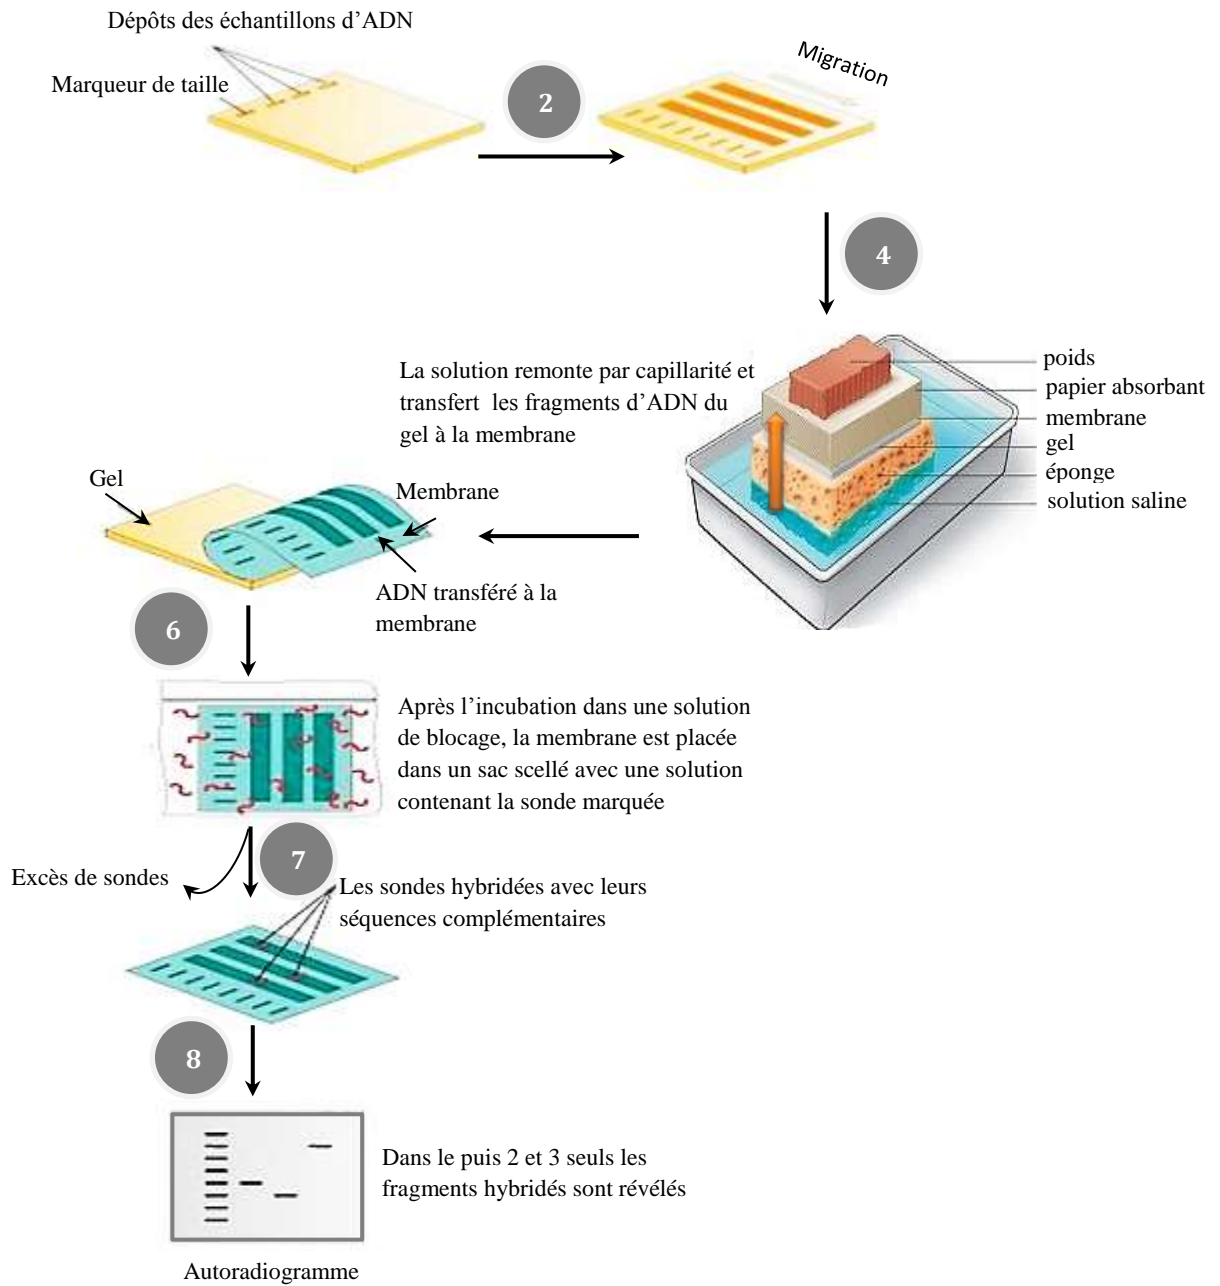 Dépôts des échantillons d’ADN
Marqueur de taille
2
Migration
4
La solution remonte par capillarité et
transfert les fragments d’ADN du
gel à la membrane
poids
papier absorbant
membrane
gel
éponge
solution saline
Gel
Membrane
ADN transféré à la
membrane
6
Après l’incubation dans une solution
de blocage, la membrane est placée
dans un sac scellé avec une solution
contenant la sonde marquée
7
Excès de sondes
Les sondes hybridées avec leurs
séquences complémentaires
8
Dans le puis 2 et 3 seuls les
fragments hybridés sont révélés
Autoradiogramme